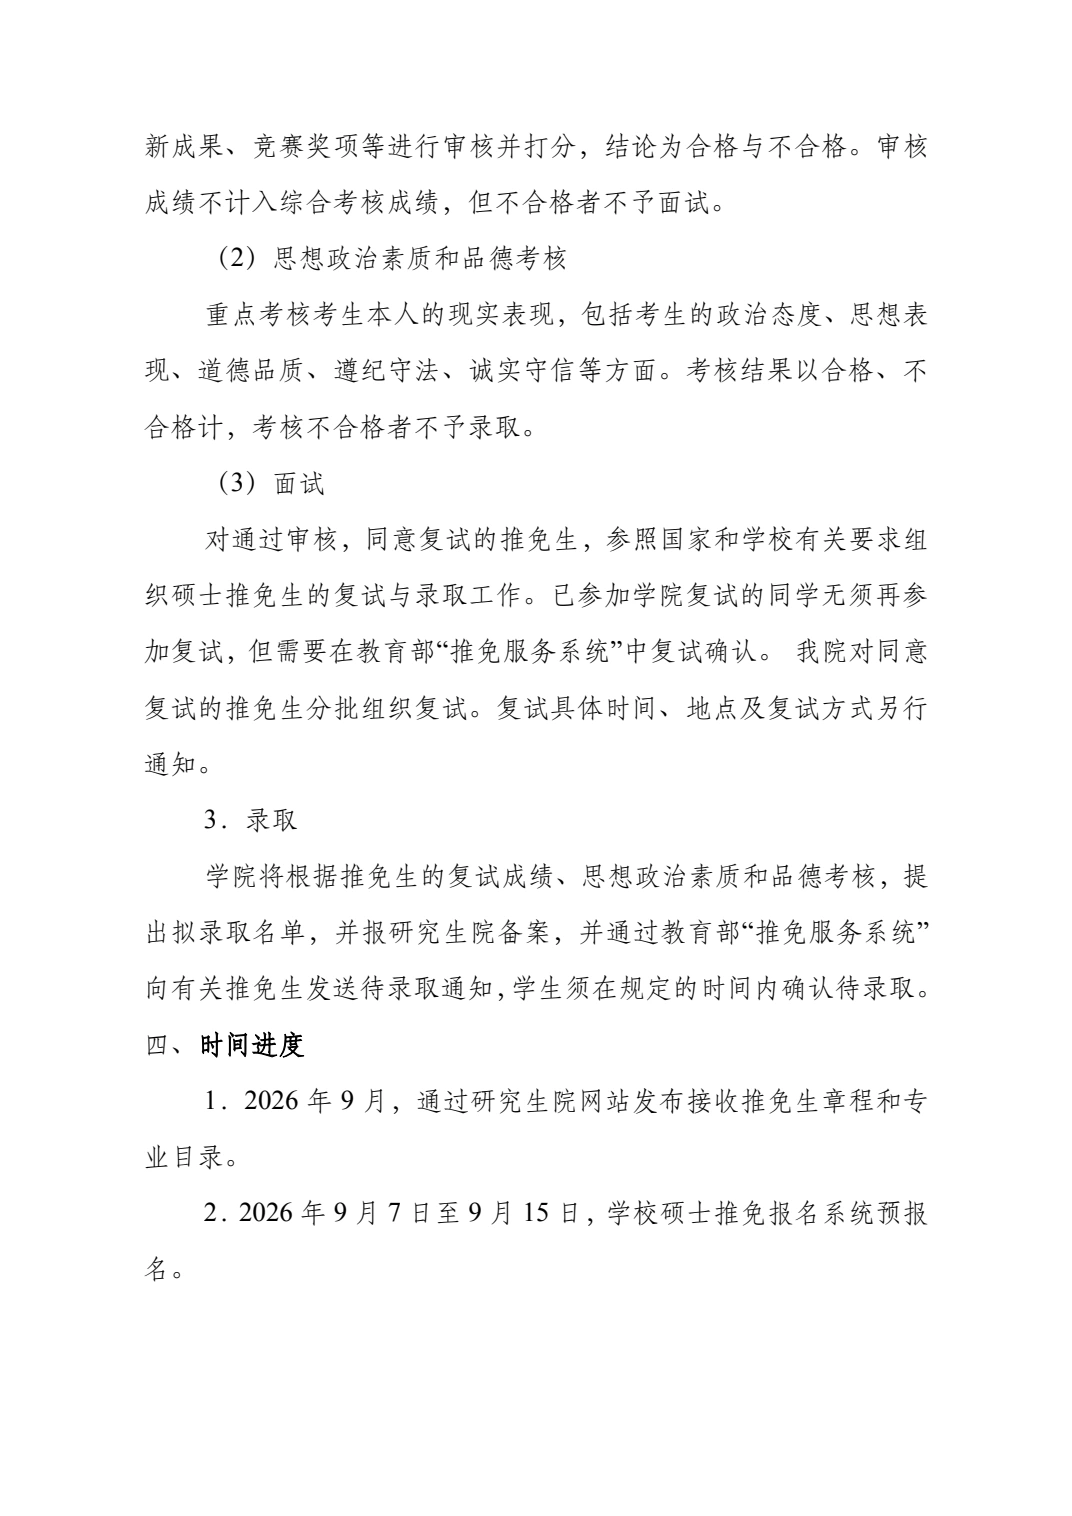 新成果、竞赛奖项等进行审核并打分，结论为合格与不合格。审核
成绩不计入综合考核成绩，但不合格者不予面试。
（2）思想政治素质和品德考核
重点考核考生本人的现实表现，包括考生的政治态度、思想表
现、道德品质、遵纪守法、诚实守信等方面。考核结果以合格、不
合格计，考核不合格者不予录取。
（3）面试
对通过审核，同意复试的推免生，参照国家和学校有关要求组
织硕士推免生的复试与录取工作。已参加学院复试的同学无须再参
加复试，但需要在教育部“推免服务系统”中复试确认。 我院对同意
复试的推免生分批组织复试。复试具体时间、地点及复试方式另行
通知。
3．录取
学院将根据推免生的复试成绩、思想政治素质和品德考核，提
出拟录取名单，并报研究生院备案，并通过教育部“推免服务系统”
向有关推免生发送待录取通知，学生须在规定的时间内确认待录取。
四、时间进度
1．2026 年 9 月，通过研究生院网站发布接收推免生章程和专
业目录。
2．2026 年 9 月 7 日至 9 月 15 日，学校硕士推免报名系统预报
名。